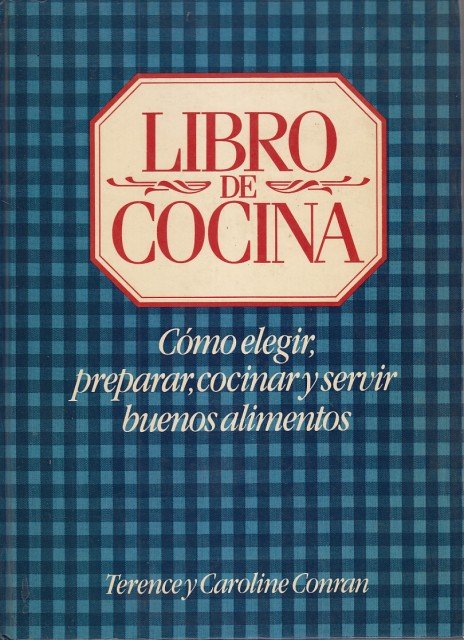 LIBRO
DE
COCINA
Cómo elegir,
preparar, cocinar y servir
buenos alimentos
Terence y Caroline Conran